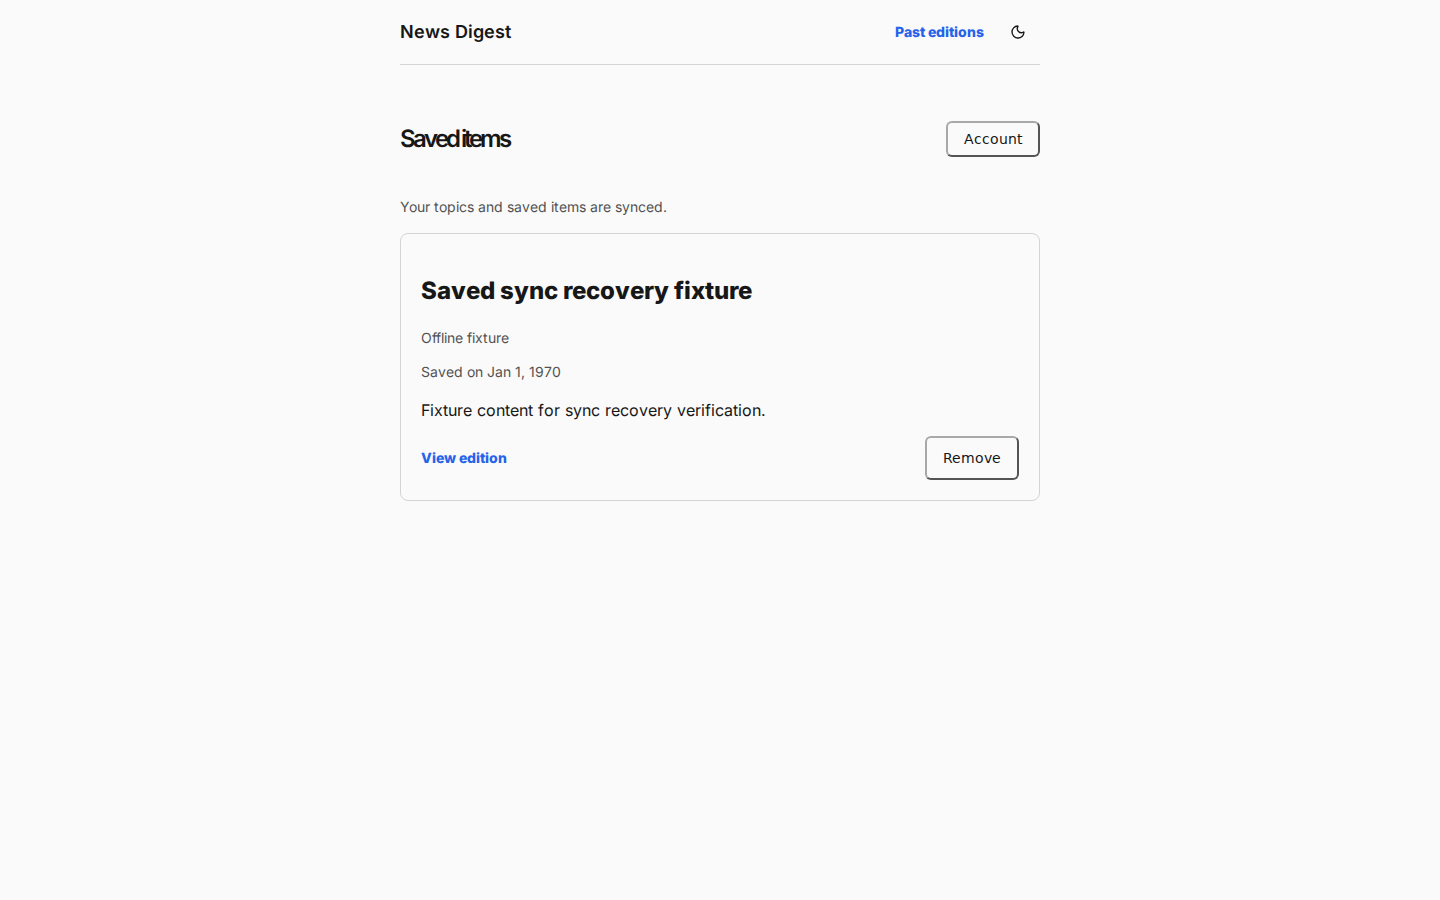 News Digest
Past editions
Saved items
Account
Your topics and saved items are synced.
Saved sync recovery fixture
Offline fixture
Saved on Jan 1, 1970
Fixture content for sync recovery verification.
View edition
Remove